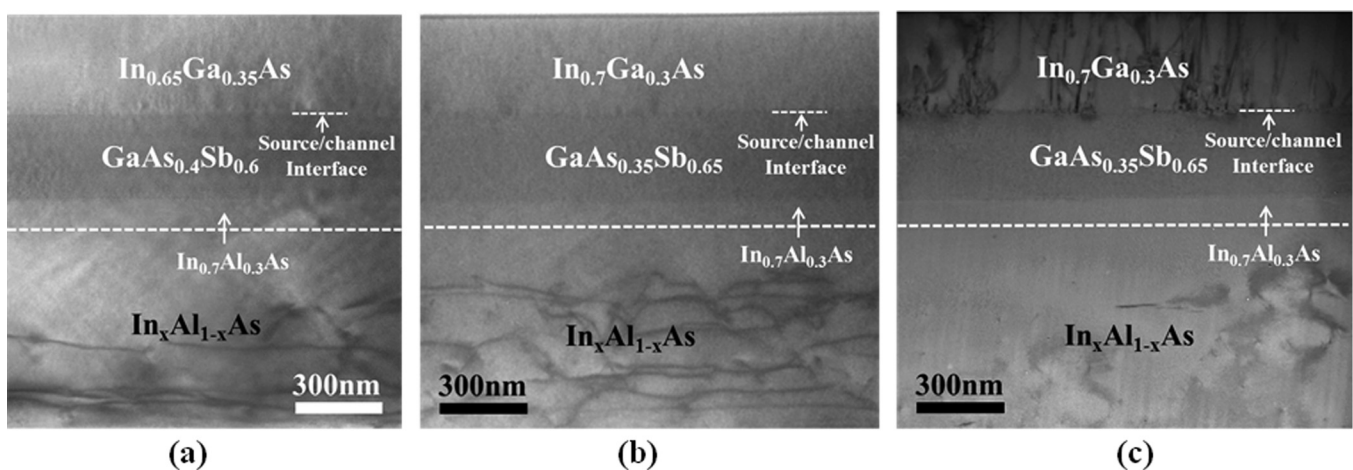 In0.65Ga0.35As
Source/channel
Interface
GaAs0.4Sb0.6
In0.7Al0.3As
InxAl1-xAs
300nm
(a)
In0.7Ga0.3As
Source/channel
Interface
GaAs0.35Sb0.65
In0.7Al0.3As
InxAl1-xAs
300nm
(b)
In0.7Ga0.3As
Source/channel
Interface
GaAs0.35Sb0.65
In0.7Al0.3As
InxAl1-xAs
300nm
(c)